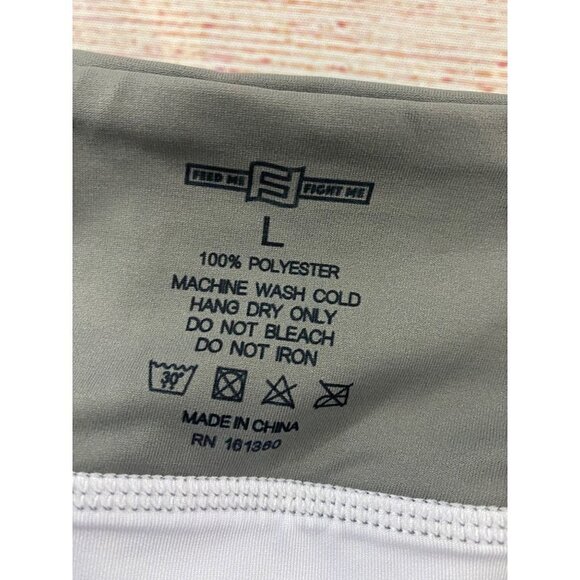 FEED ME FIGHT ME
L
100% POLYESTER
MACHINE WASH COLD
HANG DRY ONLY
DO NOT BLEACH
DO NOT IRON
30°
MADE IN CHINA
RN 161360